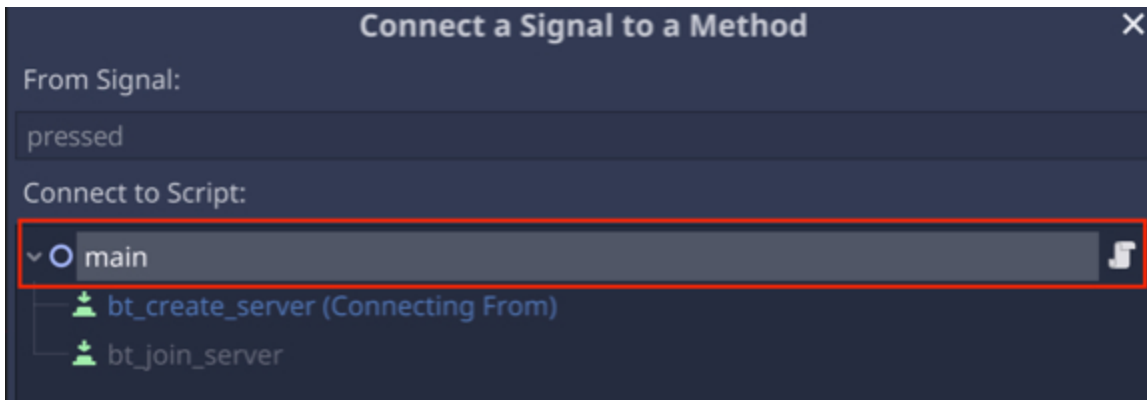 Connect a Signal to a Method
From Signal:
pressed
Connect to Script:
main
bt_create_server (Connecting From)
bt_join_server